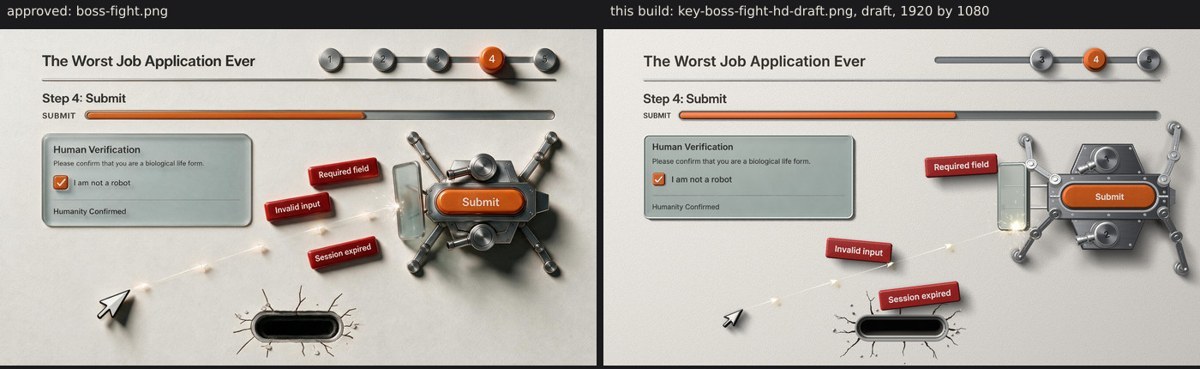 approved: boss-fight.png
The Worst Job Application Ever
1 2 3 4 5
Step 4: Submit
SUBMIT
Human Verification
Please confirm that you are a biological life form.
I am not a robot
Humanity Confirmed
Required field
Invalid input
Session expired
Submit
this build: key-boss-fight-hd-draft.png, draft, 1920 by 1080
The Worst Job Application Ever
3 4 5
Step 4: Submit
SUBMIT
Human Verification
Please confirm that you are a biological life form.
I am not a robot
Humanity Confirmed
Required field
Invalid input
Session expired
Submit